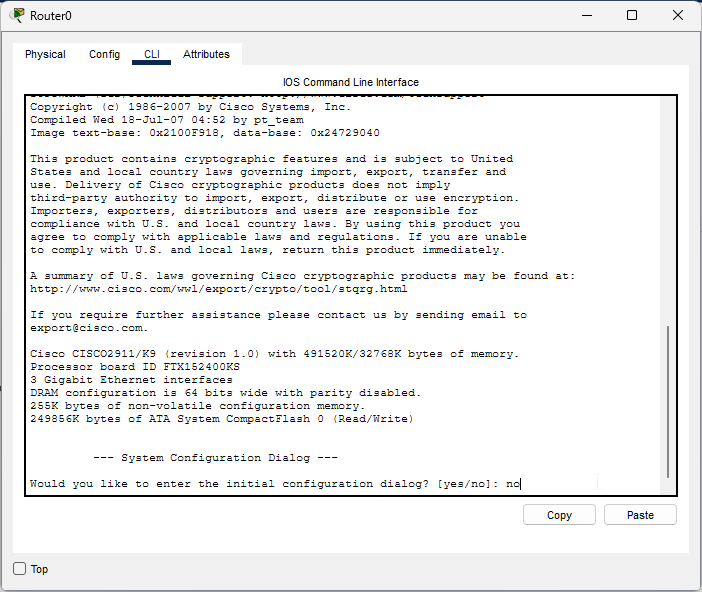 Router0
Physical Config CLI Attributes
IOS Command Line Interface
Copyright (c) 1986-2007 by Cisco Systems, Inc.
Compiled Wed 18-Jul-07 04:52 by pt_team
Image text-base: 0x2100F918, data-base: 0x24729040
This product contains cryptographic features and is subject to United
States and local country laws governing import, export, transfer and
use. Delivery of Cisco cryptographic products does not imply
third-party authority to import, export, distribute or use encryption.
Importers, exporters, distributors and users are responsible for
compliance with U.S. and local country laws. By using this product you
agree to comply with applicable laws and regulations. If you are unable
to comply with U.S. and local laws, return this product immediately.
A summary of U.S. laws governing Cisco cryptographic products may be found at:
http://www.cisco.com/wwl/export/crypto/tool/stqrg.html
If you require further assistance please contact us by sending email to
export@cisco.com.
Cisco CISCO2911/K9 (revision 1.0) with 491520K/32768K bytes of memory.
Processor board ID FTX152400KS
3 Gigabit Ethernet interfaces
DRAM configuration is 64 bits wide with parity disabled.
255K bytes of non-volatile configuration memory.
249856K bytes of ATA System CompactFlash 0 (Read/Write)
--- System Configuration Dialog ---
Would you like to enter the initial configuration dialog? [yes/no]: no
Copy Paste
Top